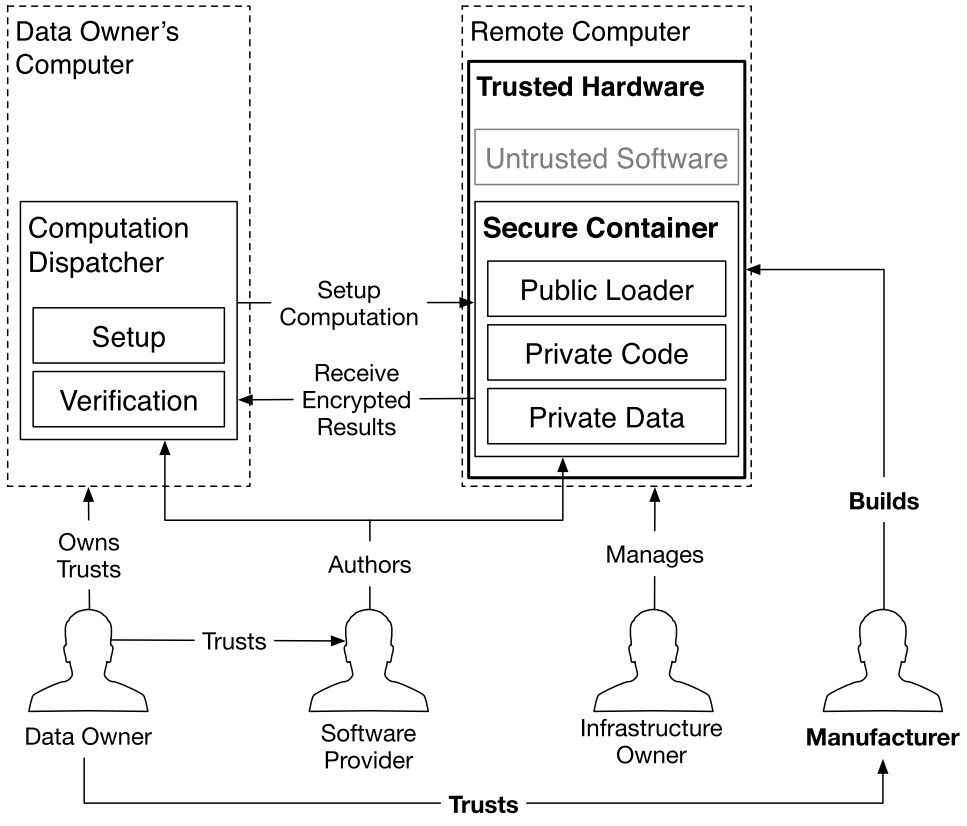 Data Owner's
Computer
Remote Computer
Trusted Hardware
Untrusted Software
Computation
Dispatcher
Setup
Verification
Setup
Computation
Receive
Encrypted
Results
Secure Container
Public Loader
Private Code
Private Data
Owns
Trusts
Authors
Manages
Builds
Trusts
Data Owner
Software
Provider
Infrastructure
Owner
Manufacturer
Trusts